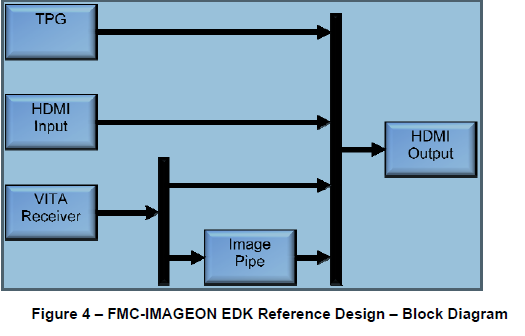 TPG
HDMI
Input
VITA
Receiver
Image
Pipe
HDMI
Output
Figure 4 – FMC-IMAGEON EDK Reference Design – Block Diagram